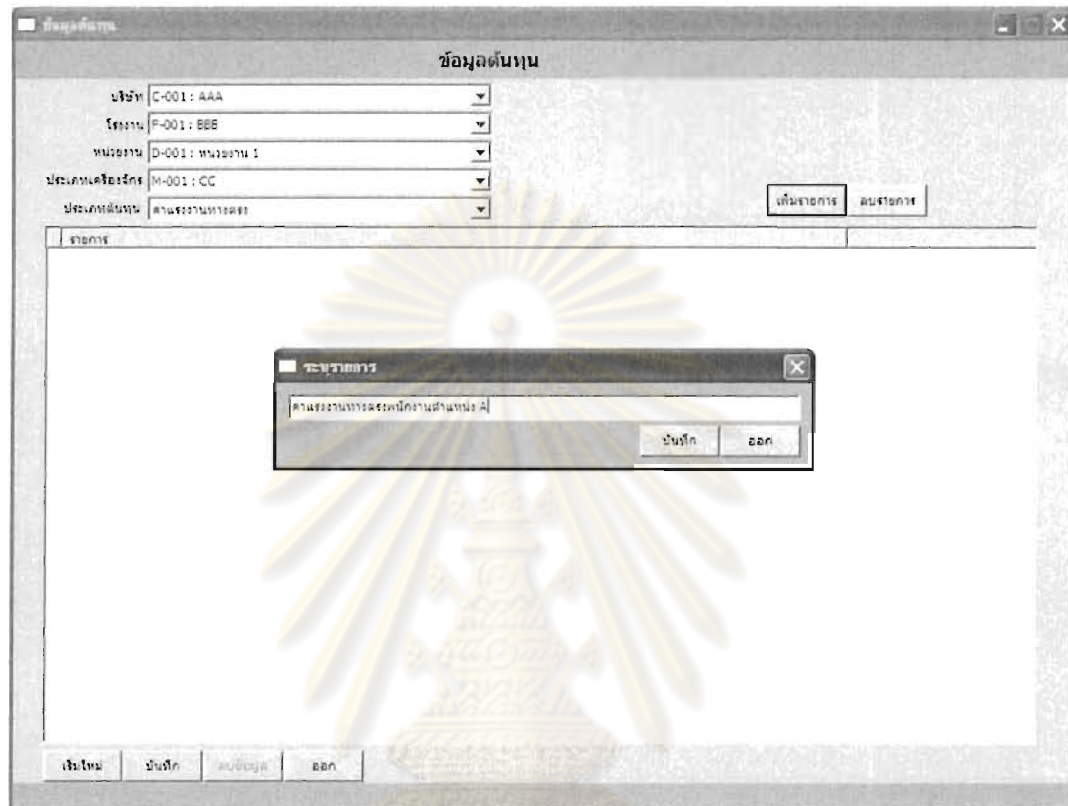 ข้อมูลต้นทุน
ข้อมูลต้นทุน
บริษัท C-001 : AAA
โรงงาน F-001 : BBB
หน่วยงาน D-001 : หน่วยงาน 1
ประเภทเครื่องจักร M-001 : CC
ประเภทต้นทุน ค่าแรงงานทางตรง
เพิ่มรายการ ลบรายการ
รายการ
ระบุรายการ
ค่าแรงงานทางตรงพนักงานตำแหน่ง A
บันทึก ออก
เริ่มใหม่ บันทึก ลบข้อมูล ออก